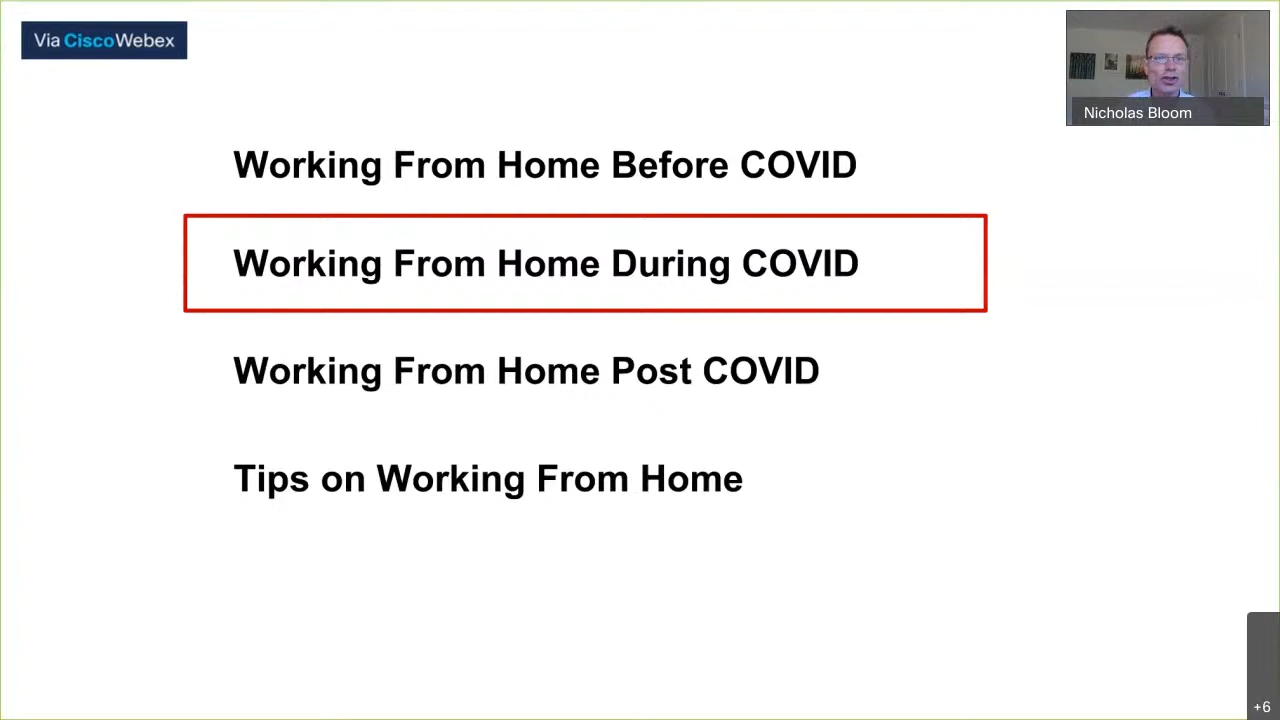 Via CiscoWebex
Nicholas Bloom
Working From Home Before COVID
Working From Home During COVID
Working From Home Post COVID
Tips on Working From Home
+6